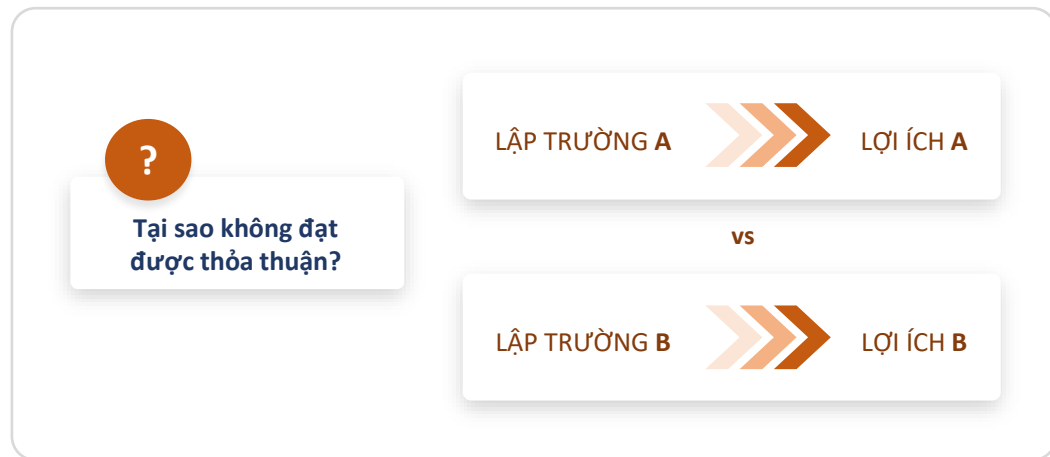 ?
Tại sao không đạt
được thỏa thuận?
LẬP TRƯỜNG A
LỢI ÍCH A
vs
LẬP TRƯỜNG B
LỢI ÍCH B